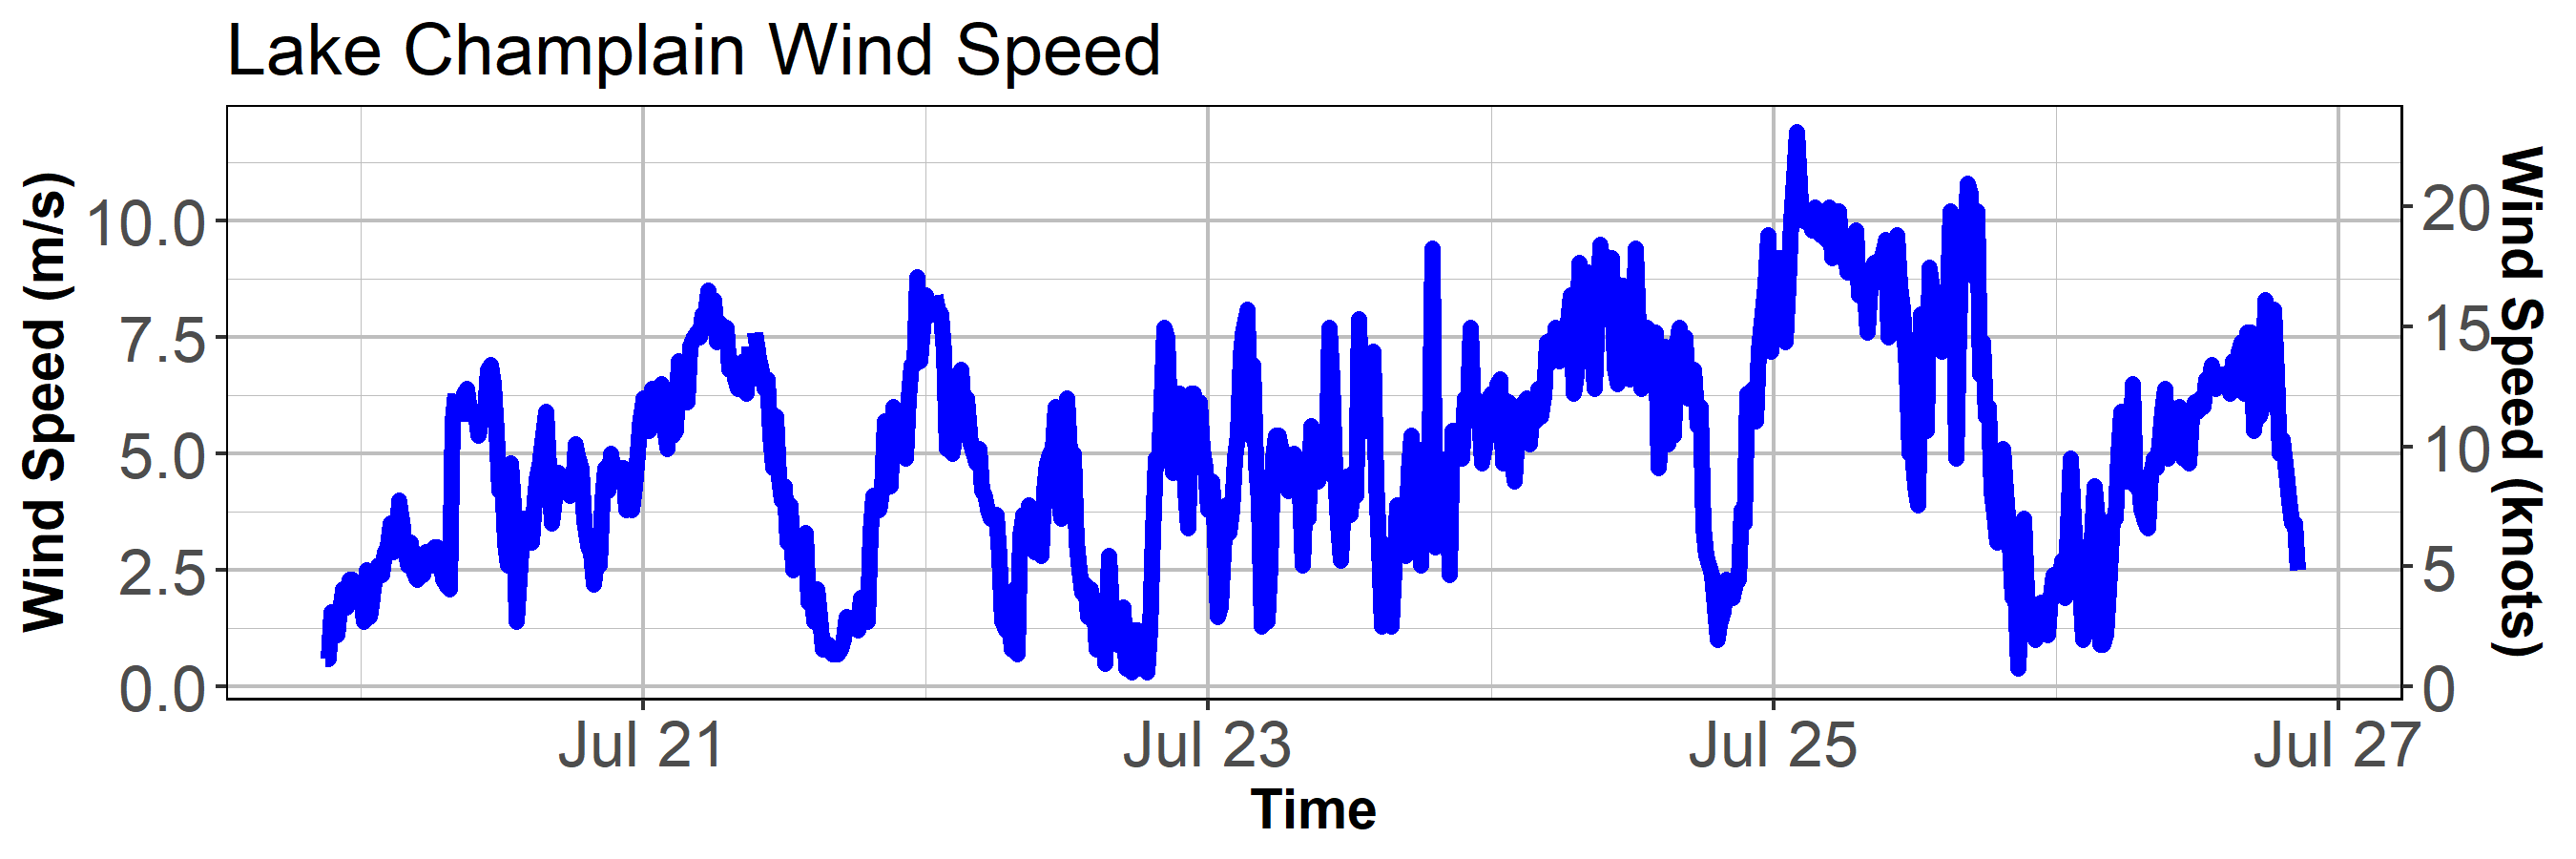 Lake Champlain Wind Speed
Wind Speed (m/s)
10.0
7.5
5.0
2.5
0.0
20
15
10
5
0
Wind Speed (knots)
Jul 21
Jul 23
Jul 25
Jul 27
Time